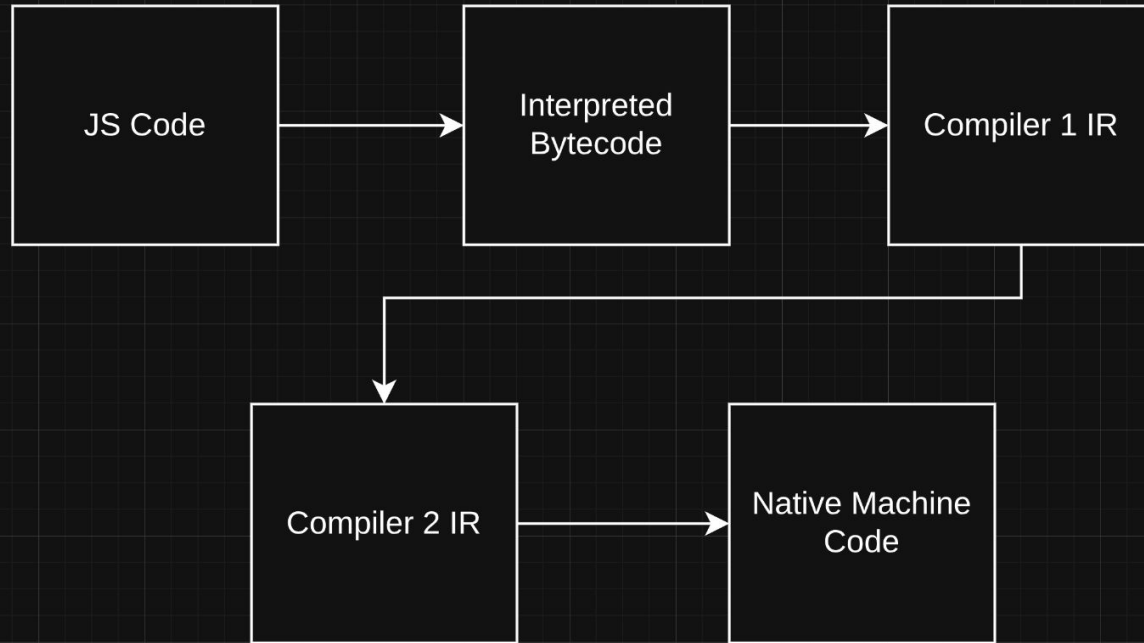 JS Code
Interpreted
Bytecode
Compiler 1 IR
Compiler 2 IR
Native Machine
Code